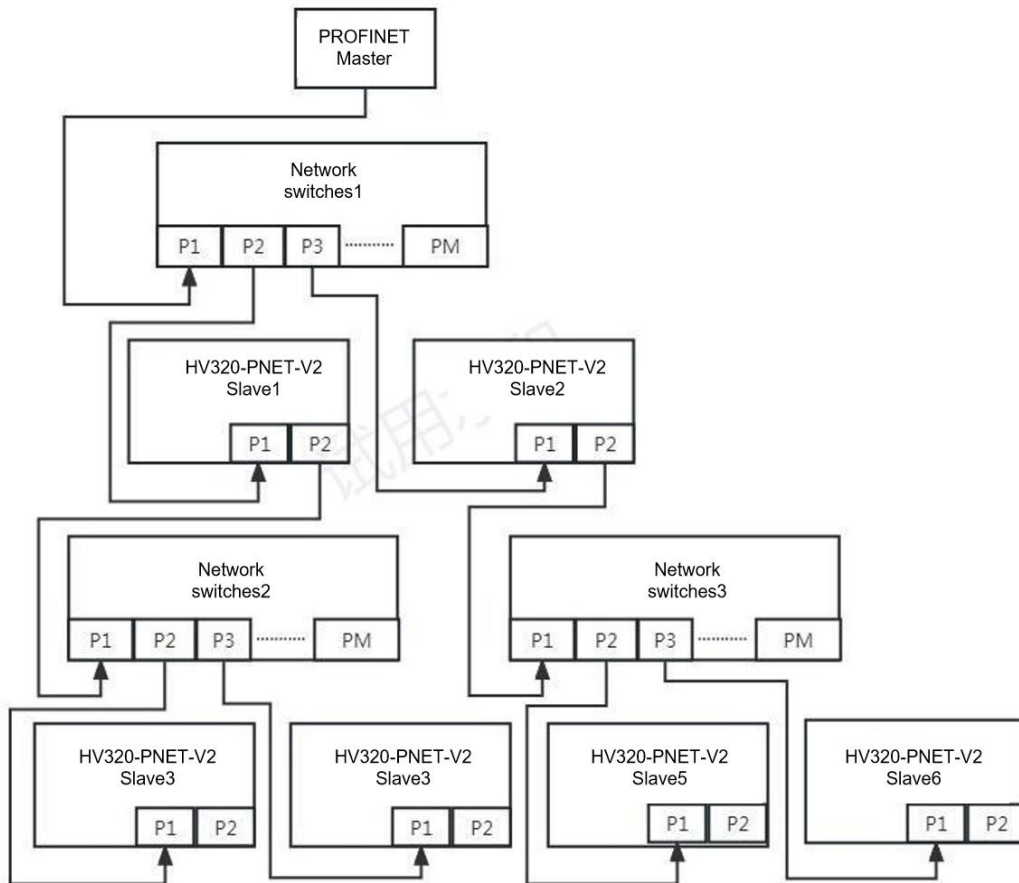 PROFINET
Master
Network
switches1
P1 P2 P3 ........... PM
HV320-PNET-V2
Slave1
P1 P2
HV320-PNET-V2
Slave2
P1 P2
试用
Network
switches2
P1 P2 P3 ........... PM
Network
switches3
P1 P2 P3 ........... PM
HV320-PNET-V2
Slave3
P1 P2
HV320-PNET-V2
Slave3
P1 P2
HV320-PNET-V2
Slave5
P1 P2
HV320-PNET-V2
Slave6
P1 P2